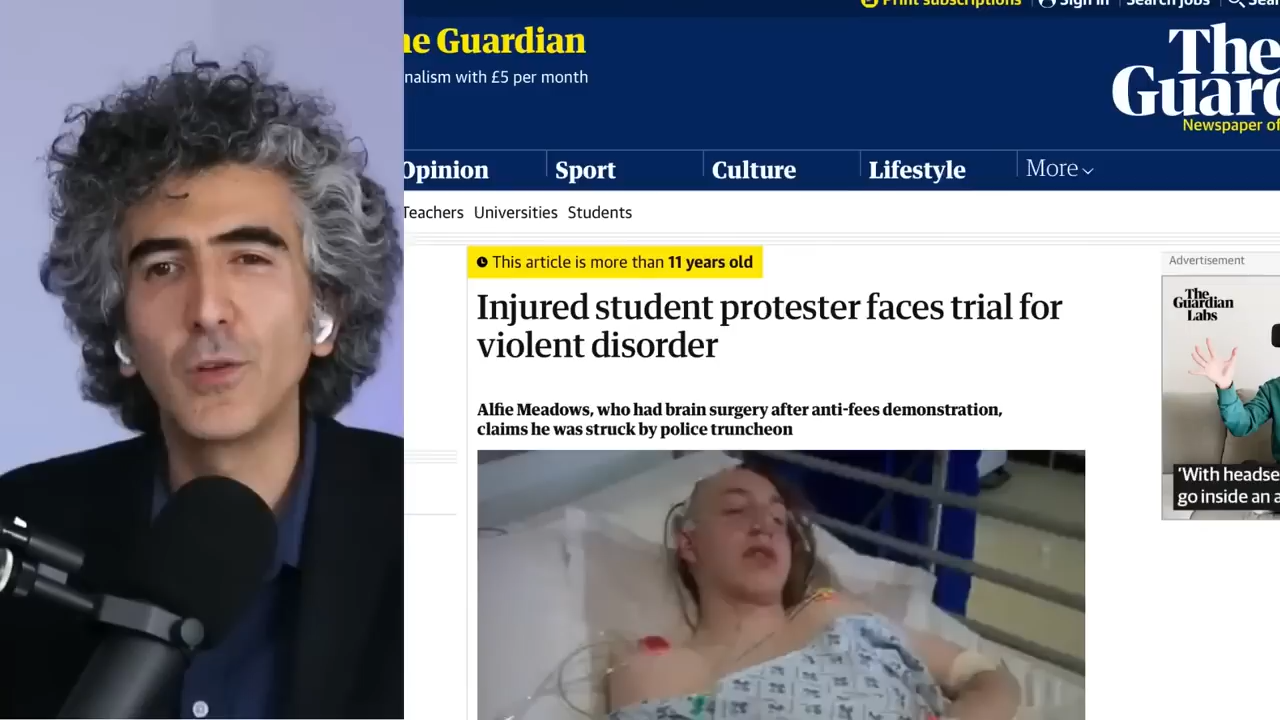 Print subscriptions
Sign in
Search jobs
he Guardian
nalism with £5 per month
The
Guard
Newspaper of
Opinion
Sport
Culture
Lifestyle
More
Teachers
Universities
Students
This article is more than 11 years old
Advertisement
Injured student protester faces trial for
violent disorder
Alfie Meadows, who had brain surgery after anti-fees demonstration,
claims he was struck by police truncheon
The
Guardian
Labs
'With headse
go inside an a